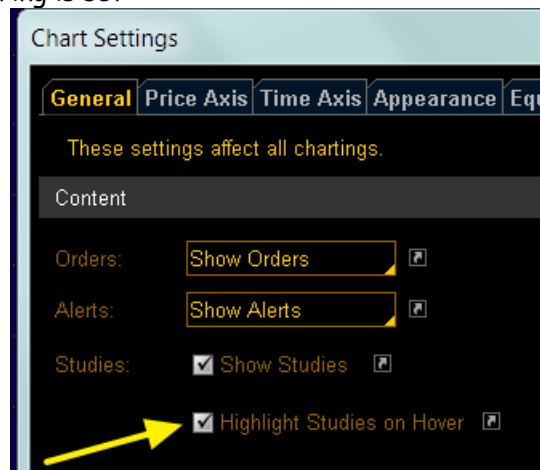 Chart Settings
General Price Axis Time Axis Appearance
These settings affect all chartings.
Content
Orders: Show Orders
Alerts: Show Alerts
Studies: Show Studies
Highlight Studies on Hover